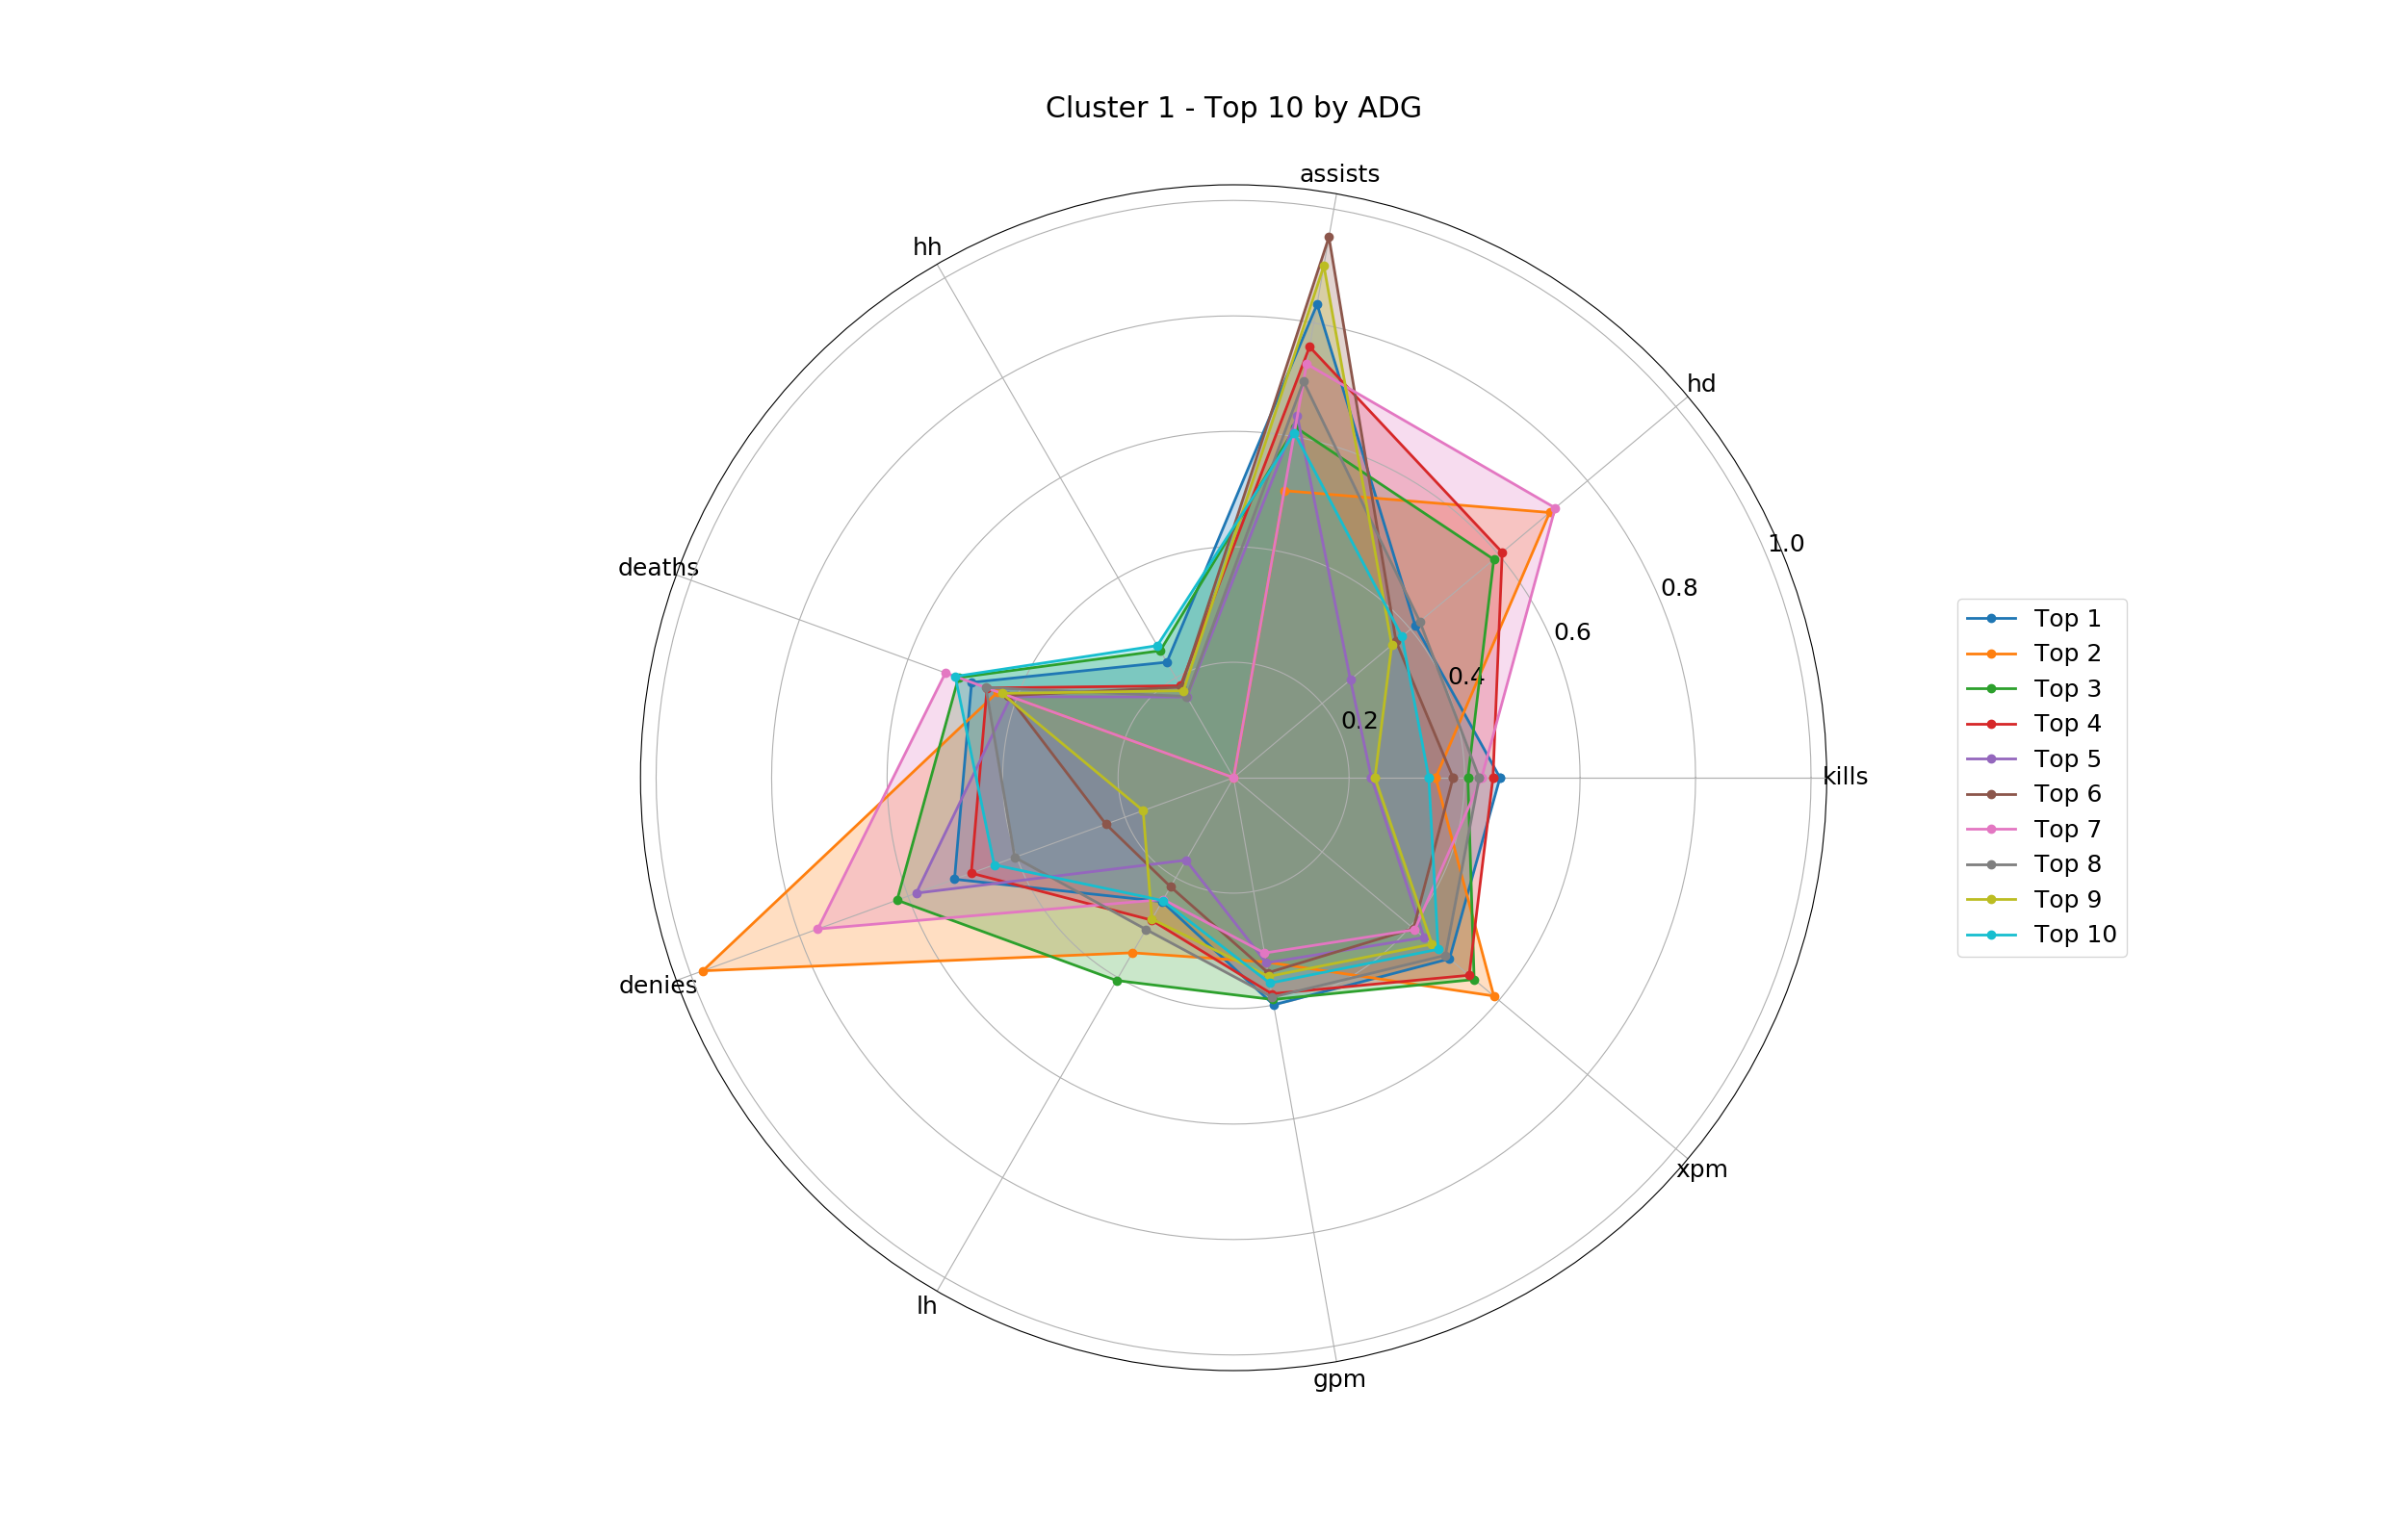 Cluster 1 - Top 10 by ADG
assists
hh
hd
deaths
1.0
0.8
0.6
0.4
0.2
kills
denies
xpm
lh
gpm
Top 1
Top 2
Top 3
Top 4
Top 5
Top 6
Top 7
Top 8
Top 9
Top 10